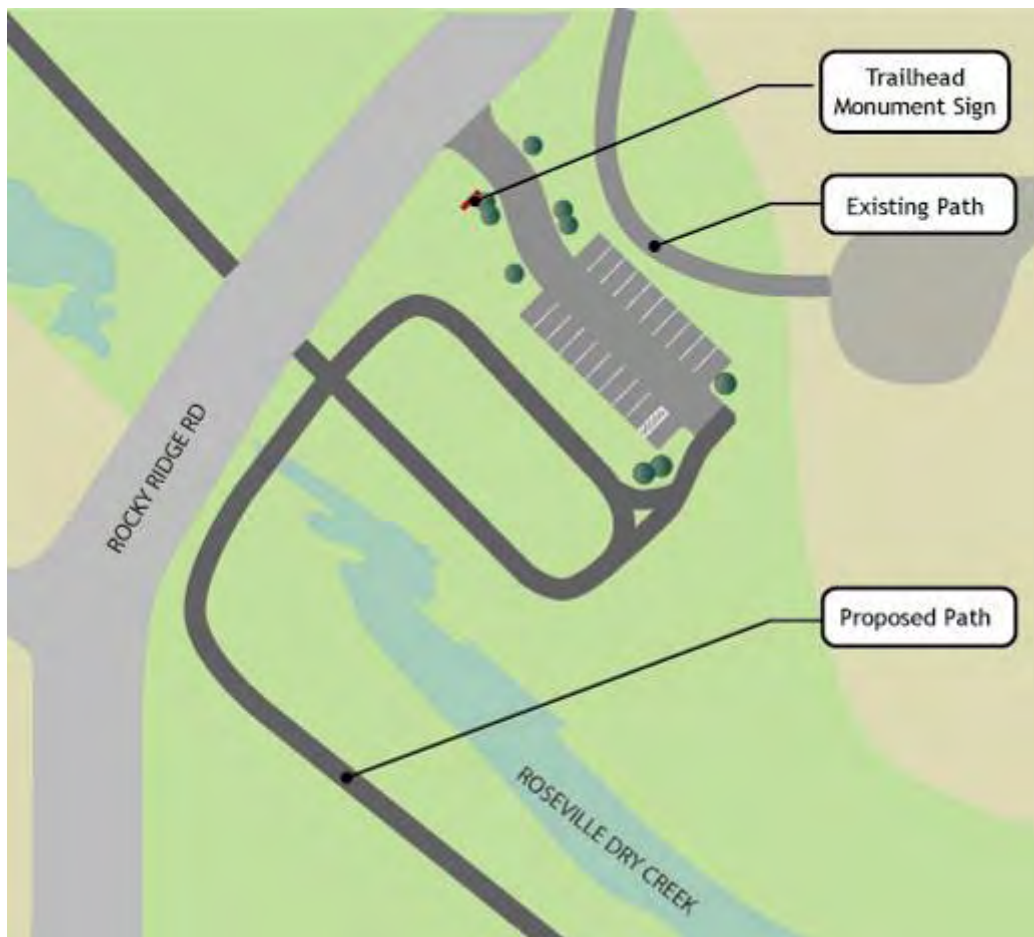 Trailhead
Monument Sign
Existing Path
ROCKY RIDGE RD
Proposed Path
ROSEVILLE DRY CREEK